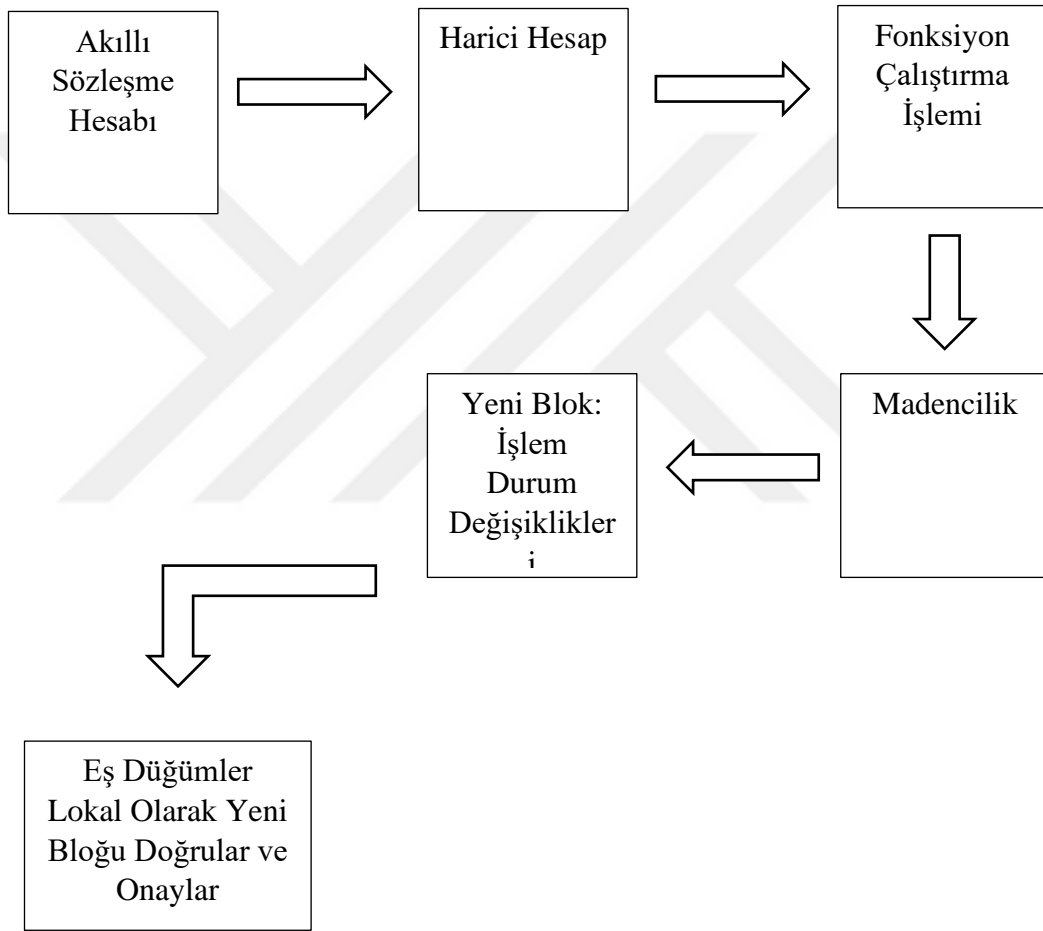 Akıllı
Sözleşme
Hesabı
Harici Hesap
Fonksiyon
Çalıştırma
İşlemi
Madencilik
Yeni Blok:
İşlem
Durum
Değişiklikler
i
Eş Düğümler
Lokal Olarak Yeni
Bloğu Doğrular ve
Onaylar